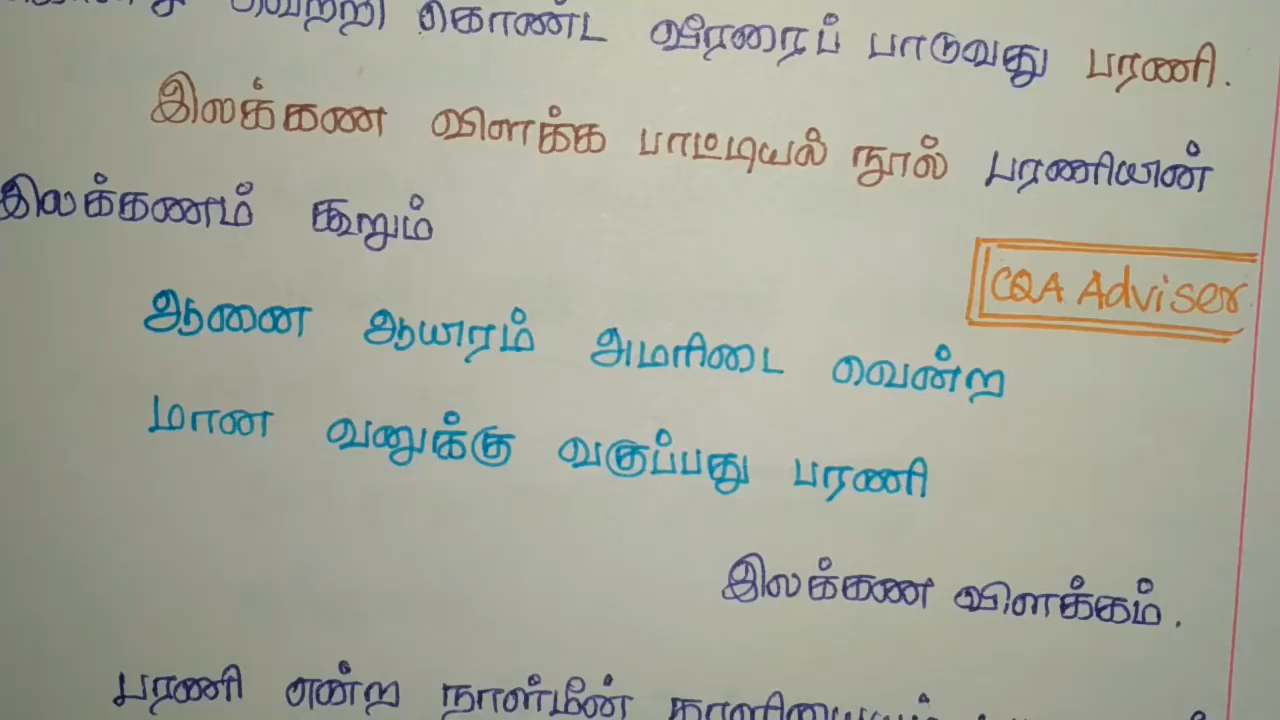 வெற்றி கொண்ட வீரரைப் பாடுவது பரணி.
இலக்கண விளக்க பாட்டியல் நூல் பரணியின்
இலக்கணம் கூறும்
CQA Adviser
ஆனை ஆயிரம் அமரிடை வென்ற
மான வனுக்கு வகுப்பது பரணி
இலக்கண விளக்கம்.
பரணி என்ற நாள்மீன்